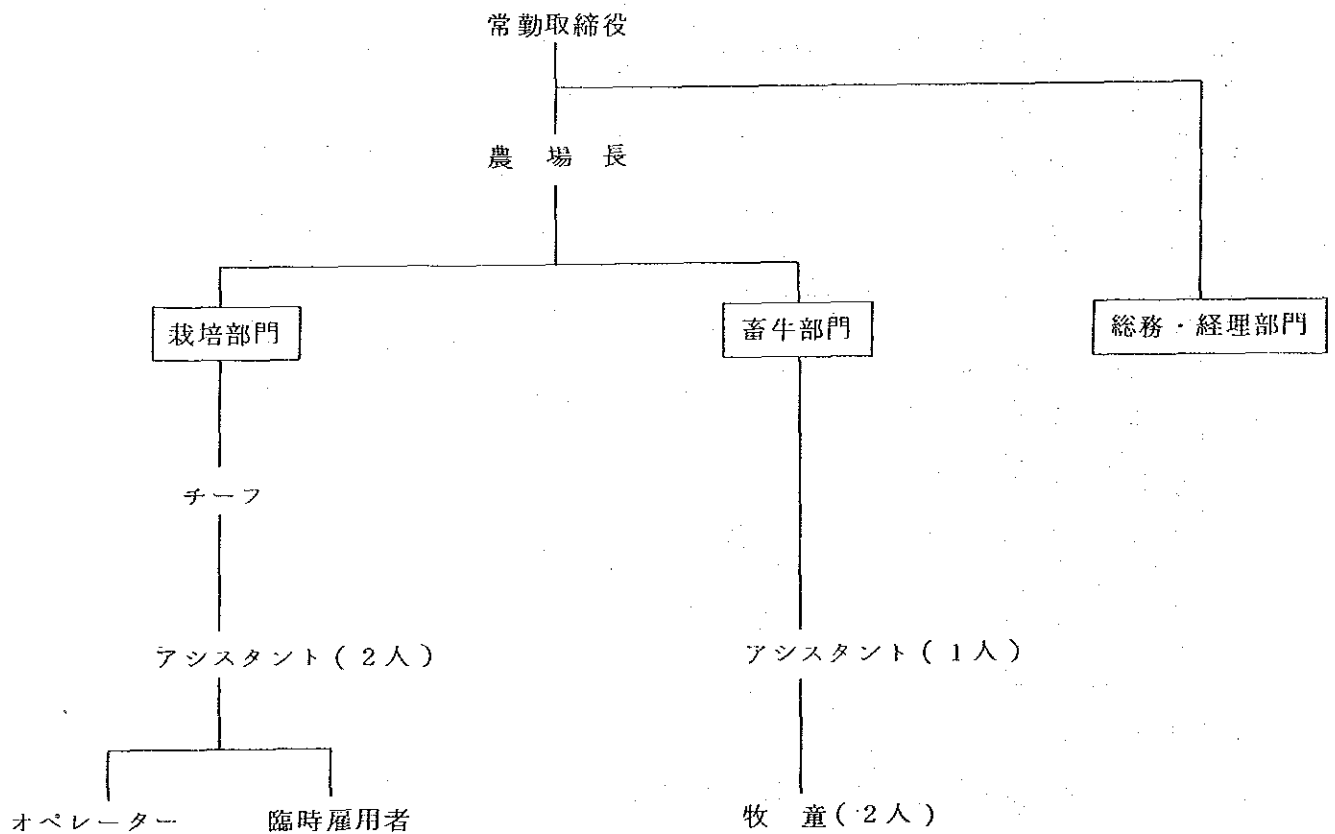 常勤取締役
農場長
栽培部門
畜牛部門
総務・経理部門
チーフ
アシスタント(2人)
アシスタント(1人)
オペレーター
臨時雇用者
牧童(2人)